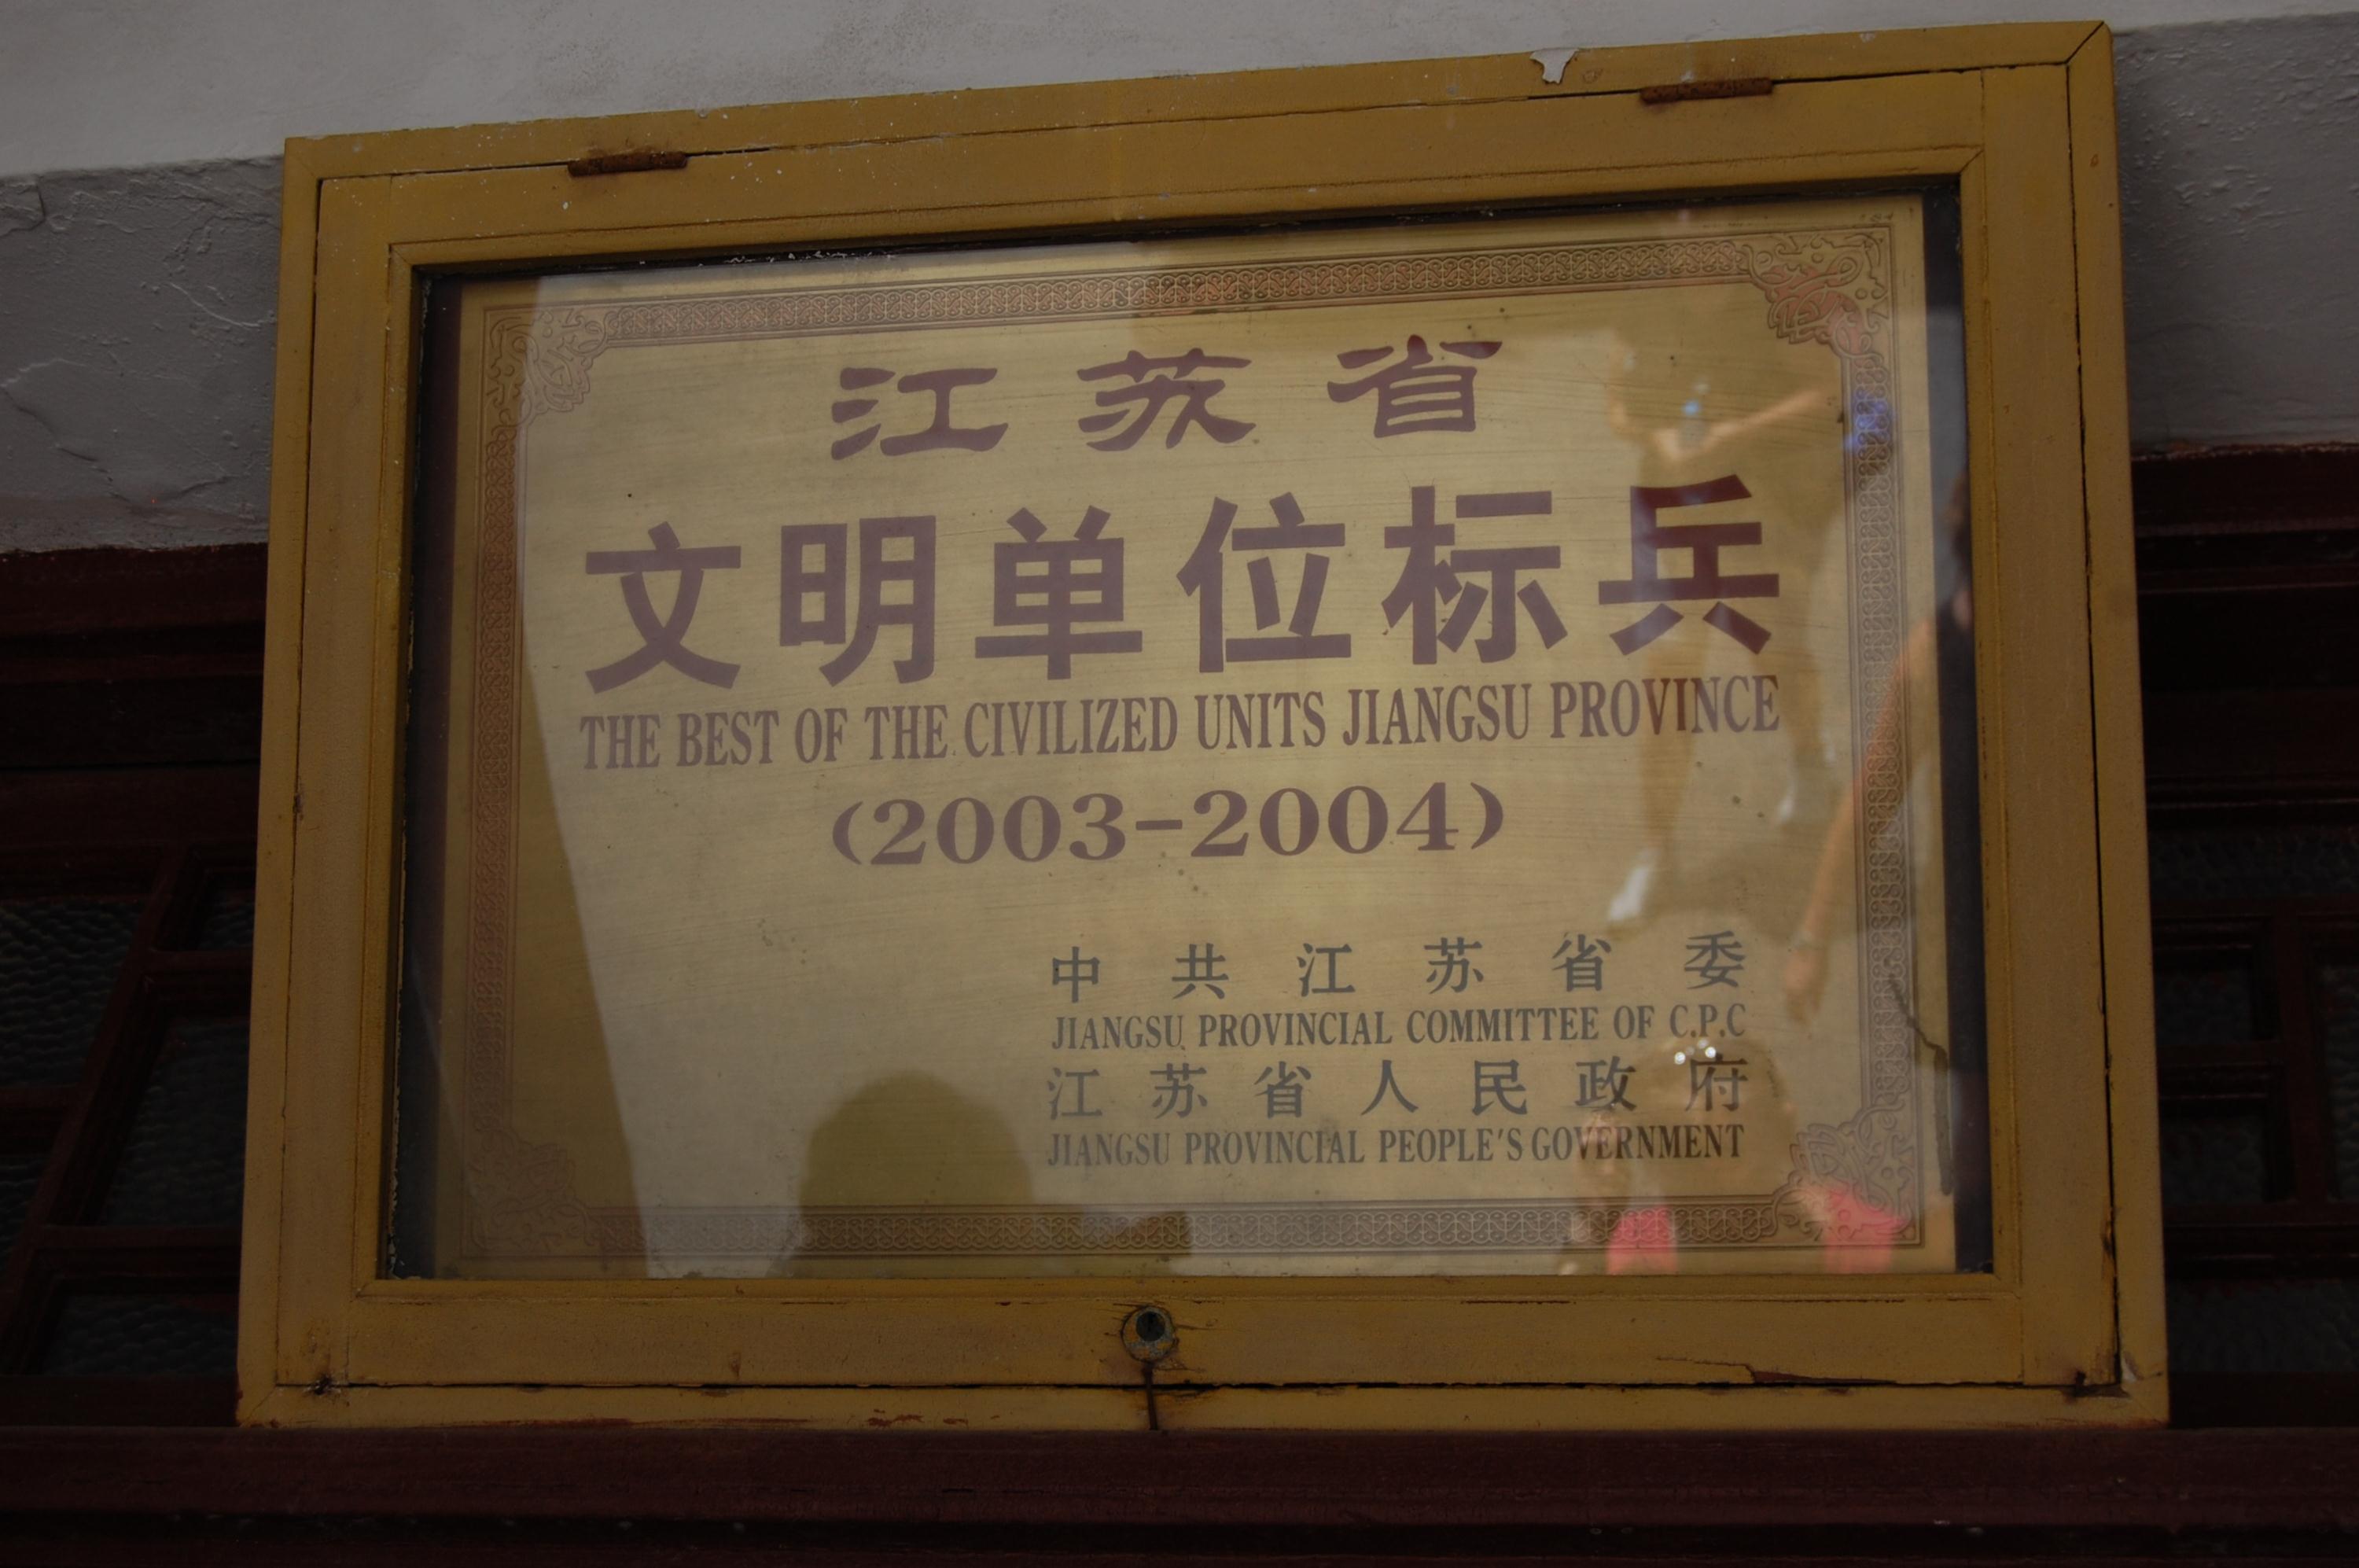 江苏省
文明单位标兵
THE BEST OF THE CIVILIZED UNITS JIANGSU PROVINCE
(2003-2004)
中共江苏省委
JIANGSU PROVINCIAL COMMITTEE OF C.P.C
江苏省人民政府
JIANGSU PROVINCIAL PEOPLE'S GOVERNMENT